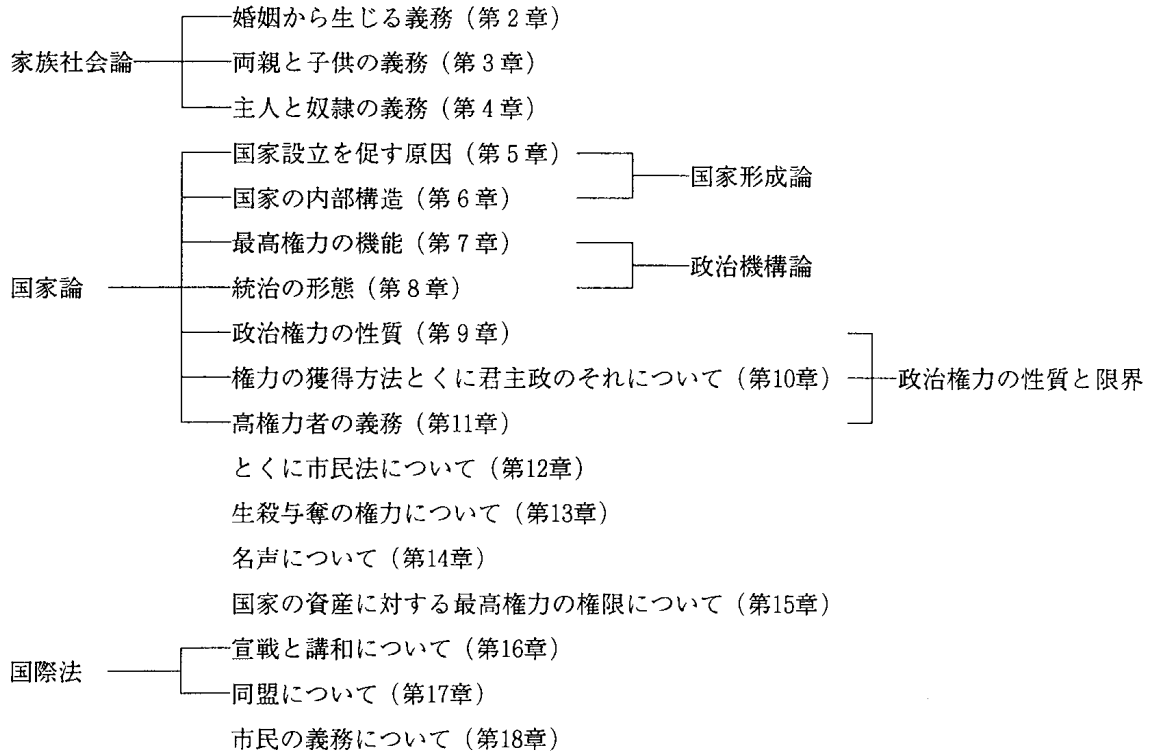 婚姻から生じる義務（第2章）
家族社会論
両親と子供の義務（第3章）
主人と奴隷の義務（第4章）
国家設立を促す原因（第5章）
国家形成論
国家の内部構造（第6章）
最高権力の機能（第7章）
政治機構論
国家論
統治の形態（第8章）
政治権力の性質（第9章）
権力の獲得方法とくに君主政のそれについて（第10章）
政治権力の性質と限界
高権力者の義務（第11章）
とくに市民法について（第12章）
生殺与奪の権力について（第13章）
名声について（第14章）
国家の資産に対する最高権力の権限について（第15章）
宣戦と講和について（第16章）
国際法
同盟について（第17章）
市民の義務について（第18章）